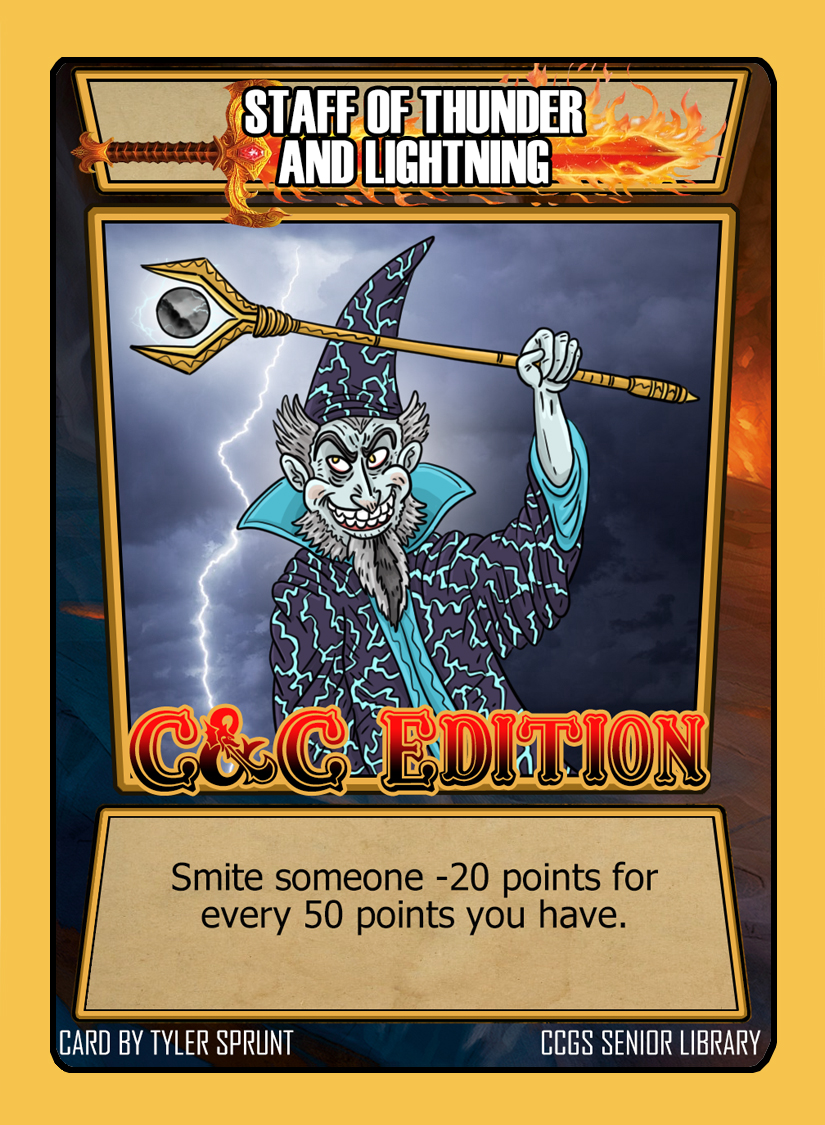 STAFF OF THUNDER
AND LIGHTNING
C&C EDITION
Smite someone -20 points for
every 50 points you have.
CARD BY TYLER SPRUNT
CCGS SENIOR LIBRARY